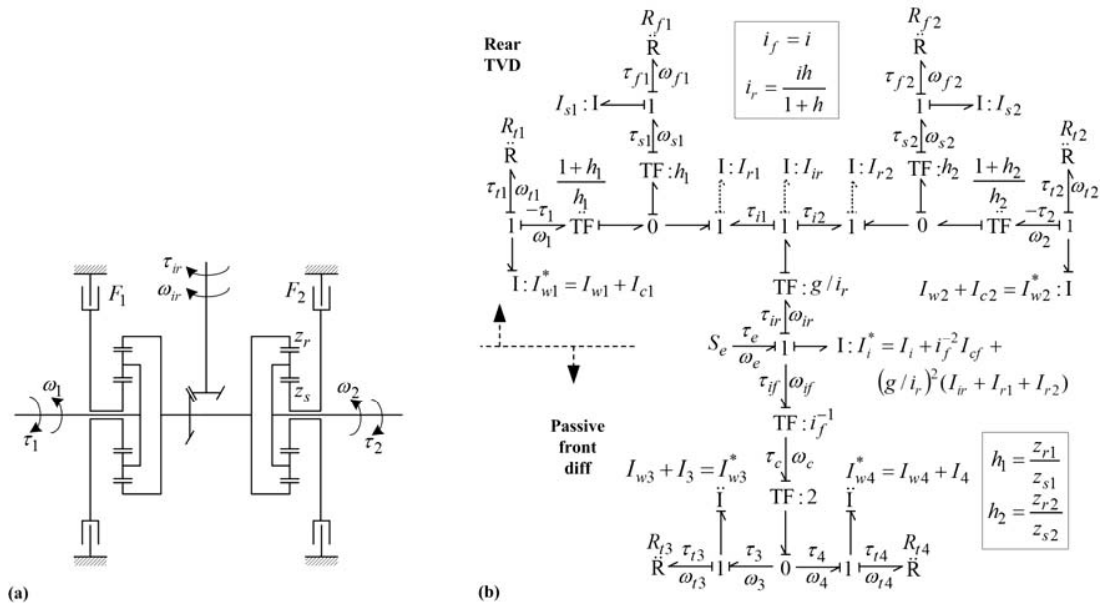 F_1
τ_ir
ω_ir
F_2
z_r
z_s
ω_1
τ_1
ω_2
τ_2
(a)
Rear TVD
R_f1
R̈
τ_f1 ω_f1
I_s1 : I
1
τ_s1 ω_s1
TF : h_1
i_f = i
i_r = ih / (1 + h)
R_f2
R̈
τ_f2 ω_f2
1
I : I_s2
τ_s2 ω_s2
TF : h_2
R_t1
R̈
τ_t1 ω_t1
(1 + h_1) / h_1
I : I_r1
I : I_ir
I : I_r2
(1 + h_2) / h_2
R_t2
R̈
τ_t2 ω_t2
1
-τ_1
ω_1
T̈F
0
1
τ_i1
1
τ_i2
1
0
T̈F
-τ_2
ω_2
1
I : I*_w1 = I_w1 + I_c1
TF : g / i_r
I_w2 + I_c2 = I*_w2 : I
τ_ir ω_ir
S_e
τ_e
ω_e
1
I : I*_i = I_i + i_f^-2 I_cf +
(g / i_r)^2 (I_ir + I_r1 + I_r2)
τ_if ω_if
Passive front diff
TF : i_f^-1
τ_c ω_c
I_w3 + I_3 = I*_w3
Ï
TF : 2
I*_w4 = I_w4 + I_4
Ï
h_1 = z_r1 / z_s1
h_2 = z_r2 / z_s2
R_t3
R̈
τ_t3
ω_t3
1
τ_3
ω_3
0
τ_4
ω_4
1
τ_t4
ω_t4
R_t4
R̈
(b)